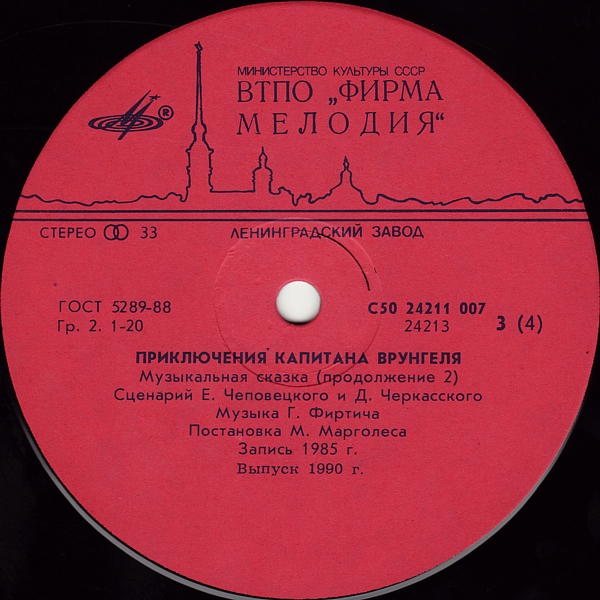 МИНИСТЕРСТВО КУЛЬТУРЫ СССР
ВТПО „ФИРМА
МЕЛОДИЯ“
®
СТЕРЕО 33
ЛЕНИНГРАДСКИЙ ЗАВОД
ГОСТ 5289-88
Гр. 2. 1-20
С50 24211 007
24213
3 (4)
ПРИКЛЮЧЕНИЯ КАПИТАНА ВРУНГЕЛЯ
Музыкальная сказка (продолжение 2)
Сценарий Е. Чеповецкого и Д. Черкасского
Музыка Г. Фиртича
Постановка М. Марголеса
Запись 1985 г.
Выпуск 1990 г.